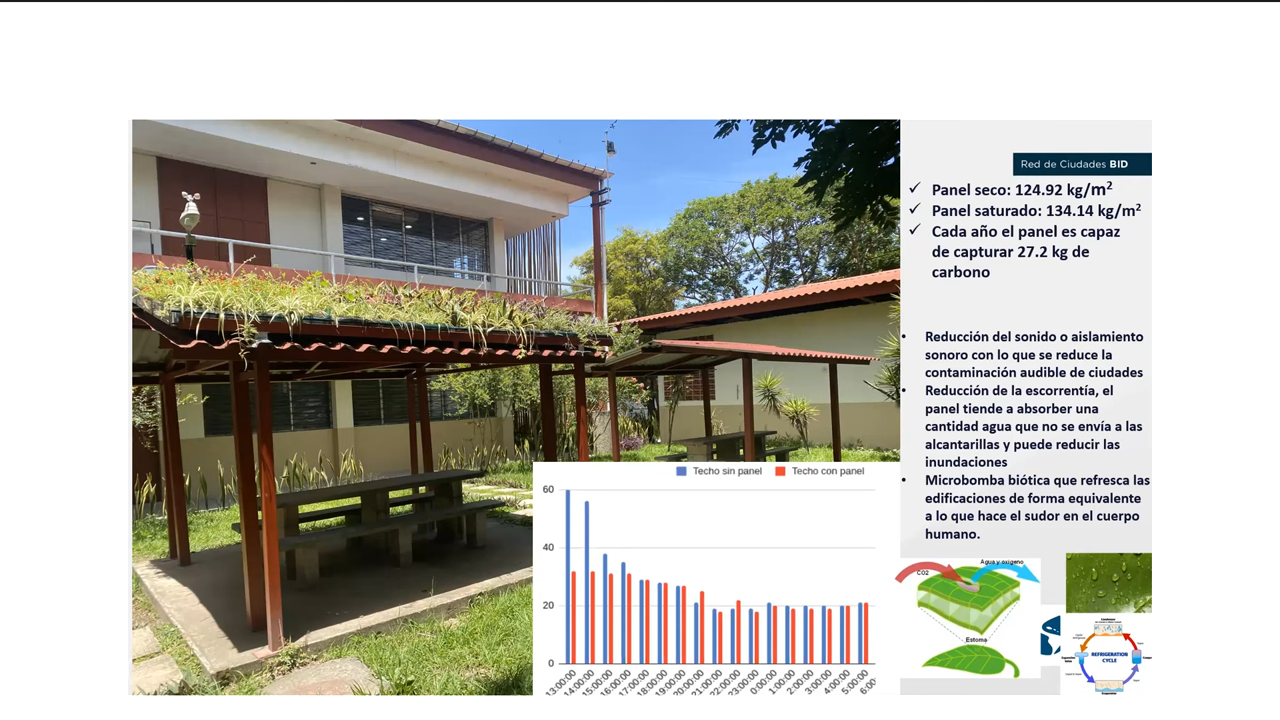 Red de Ciudades BID
✓ Panel seco: 124.92 kg/m²
✓ Panel saturado: 134.14 kg/m²
✓ Cada año el panel es capaz
de capturar 27.2 kg de
carbono
• Reducción del sonido o aislamiento
sonoro con lo que se reduce la
contaminación audible de ciudades
• Reducción de la escorrentía, el
panel tiende a absorber una
cantidad agua que no se envía a las
alcantarillas y puede reducir las
inundaciones
• Microbomba biótica que refresca las
edificaciones de forma equivalente
a lo que hace el sudor en el cuerpo
humano.
Techo sin panel Techo con panel
60
40
20
0
13:00:00 14:00:00 15:00:00 16:00:00 17:00:00 18:00:00 19:00:00 20:00:00 21:00:00 22:00:00 23:00:00 0:00:00 1:00:00 2:00:00 3:00:00 4:00:00 5:00:00 6:00
CO2
Agua y oxigeno
Estoma
REFRIGERATION
CYCLE